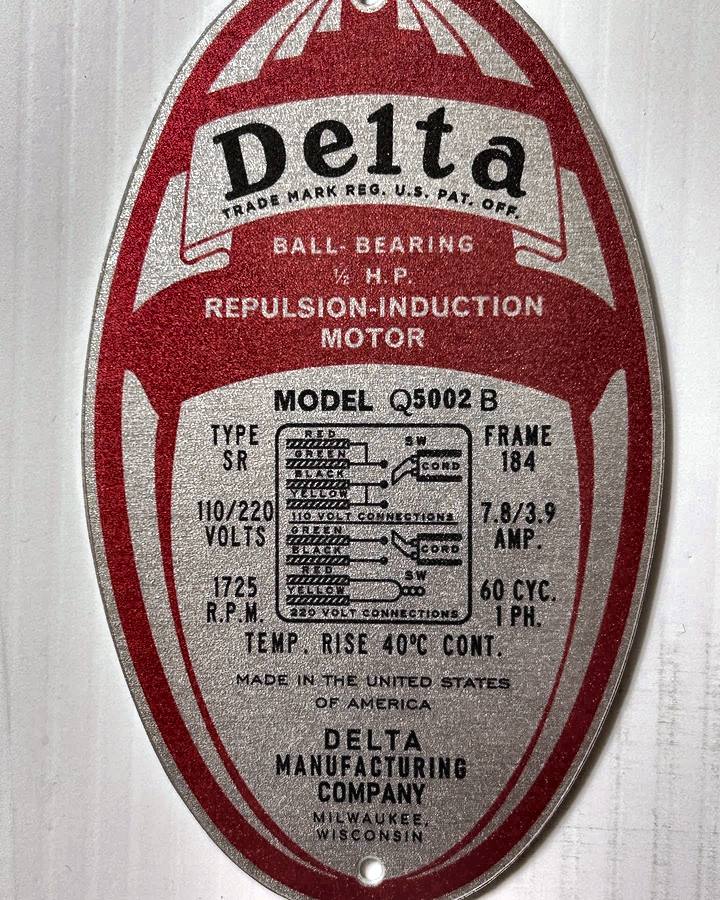 Delta
TRADE MARK REG. U.S. PAT. OFF.
BALL-BEARING
½ H.P.
REPULSION-INDUCTION
MOTOR
MODEL Q5002 B
TYPE
SR
110/220
VOLTS
1725
R.P.M.
RED
GREEN
BLACK
YELLOW
SW
CORD
110 VOLT CONNECTIONS
GREEN
BLACK
RED
YELLOW
CORD
SW
220 VOLT CONNECTIONS
FRAME
184
7.8/3.9
AMP.
60 CYC.
1 PH.
TEMP. RISE 40°C CONT.
MADE IN THE UNITED STATES
OF AMERICA
DELTA
MANUFACTURING
COMPANY
MILWAUKEE,
WISCONSIN